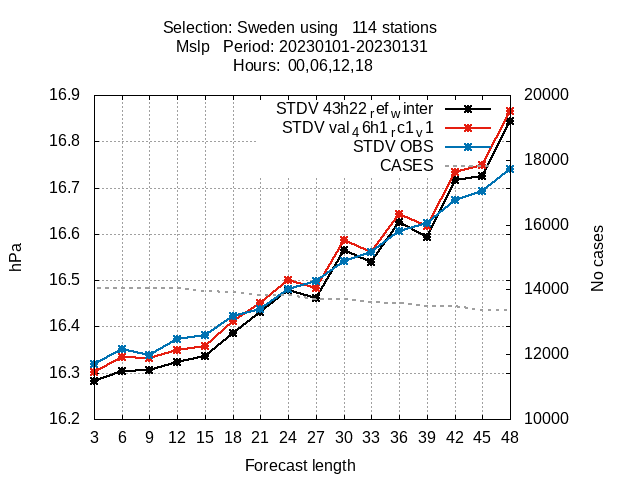 Selection: Sweden using   114 stations
Mslp   Period: 20230101-20230131
Hours:  00,06,12,18
16.9
16.8
16.7
16.6
16.5
16.4
16.3
16.2
hPa
STDV 43h22ref winter
STDV val46h1rc1v1
STDV OBS
CASES
20000
18000
16000
14000
12000
10000
No cases
3 6 9 12 15 18 21 24 27 30 33 36 39 42 45 48
Forecast length